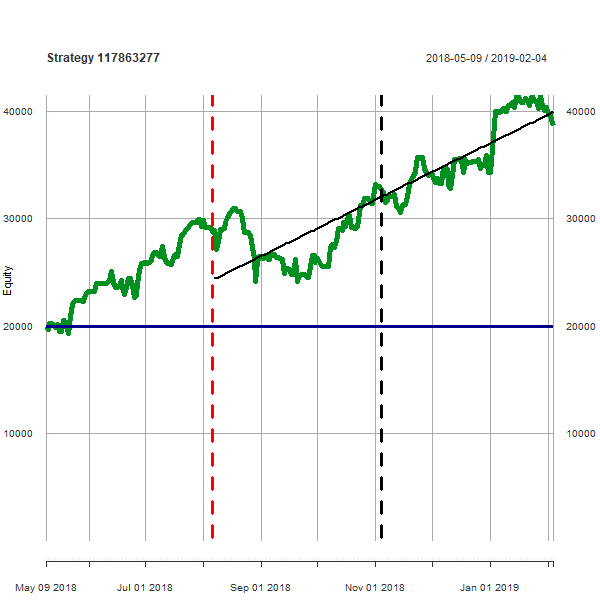 Strategy 117863277
2018-05-09 / 2019-02-04
40000 40000
30000 30000
Equity
20000 20000
10000 10000
May 09 2018 Jul 01 2018 Sep 01 2018 Nov 01 2018 Jan 01 2019